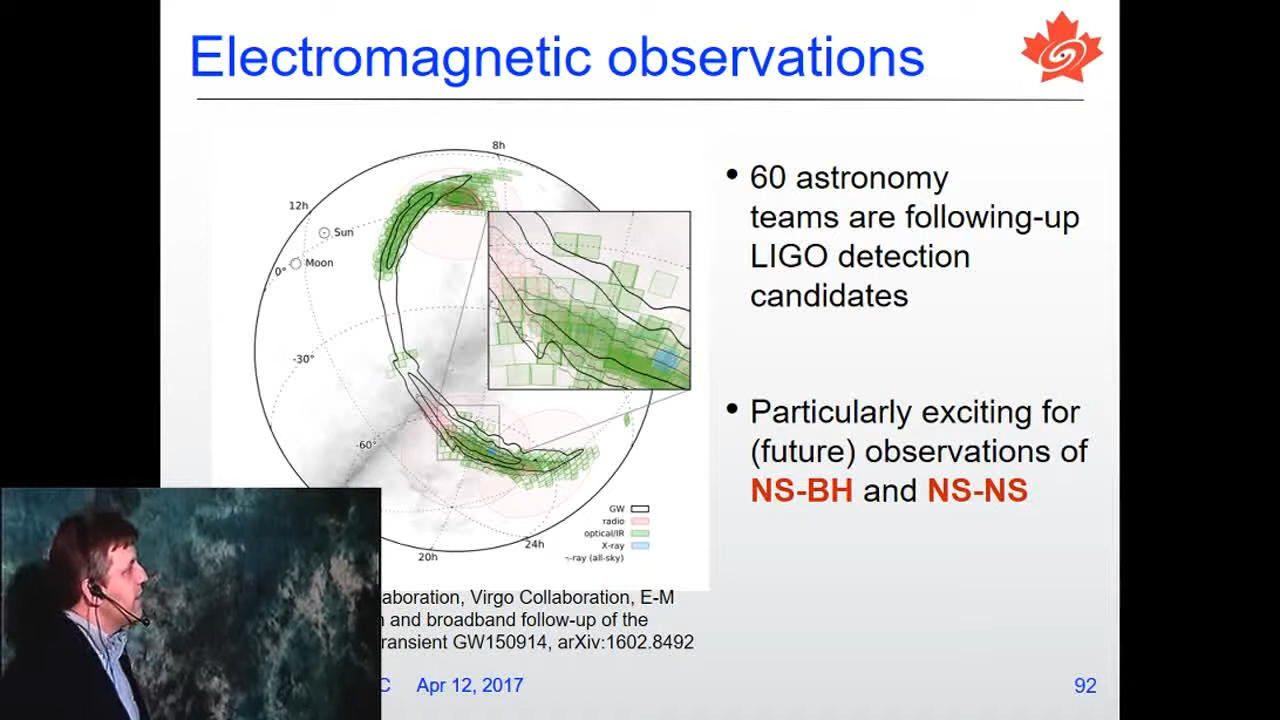 Electromagnetic observations
8h
12h
Sun
0°
Moon
-30°
-60°
20h
24h
GW
radio
optical/IR
X-ray
γ-ray (all-sky)
• 60 astronomy
teams are following-up
LIGO detection
candidates
• Particularly exciting for
(future) observations of
NS-BH and NS-NS
aboration, Virgo Collaboration, E-M
and broadband follow-up of the
ransient GW150914, arXiv:1602.8492
C Apr 12, 2017
92